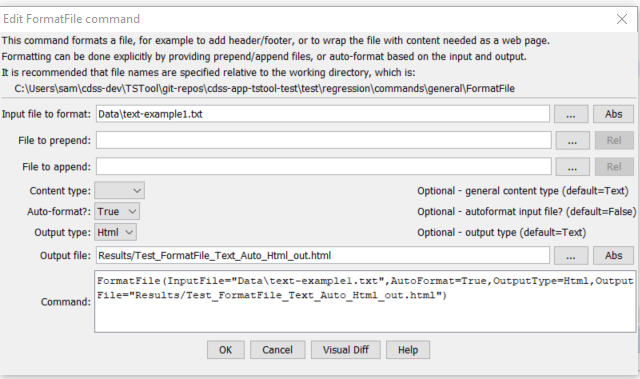 Edit FormatFile command
This command formats a file, for example to add header/footer, or to wrap the file with content needed as a web page.
Formatting can be done explicitly by providing prepend/append files, or auto-format based on the input and output.
It is recommended that file names are specified relative to the working directory, which is:
C:\Users\sam\cdss-dev\TSTool\git-repos\cdss-app-tstool-test\test\regression\commands\general\FormatFile
Input file to format: Data\text-example1.txt ... Abs
File to prepend: ... Rel
File to append: ... Rel
Content type: Optional - general content type (default=Text)
Auto-format?: True Optional - autoformat input file? (default=False)
Output type: Html Optional - output type (default=Text)
Output file: Results/Test_FormatFile_Text_Auto_Html_out.html ... Abs
FormatFile(InputFile="Data\text-example1.txt",AutoFormat=True,OutputType=Html,Output
Command: File="Results/Test_FormatFile_Text_Auto_Html_out.html")
OK Cancel Visual Diff Help